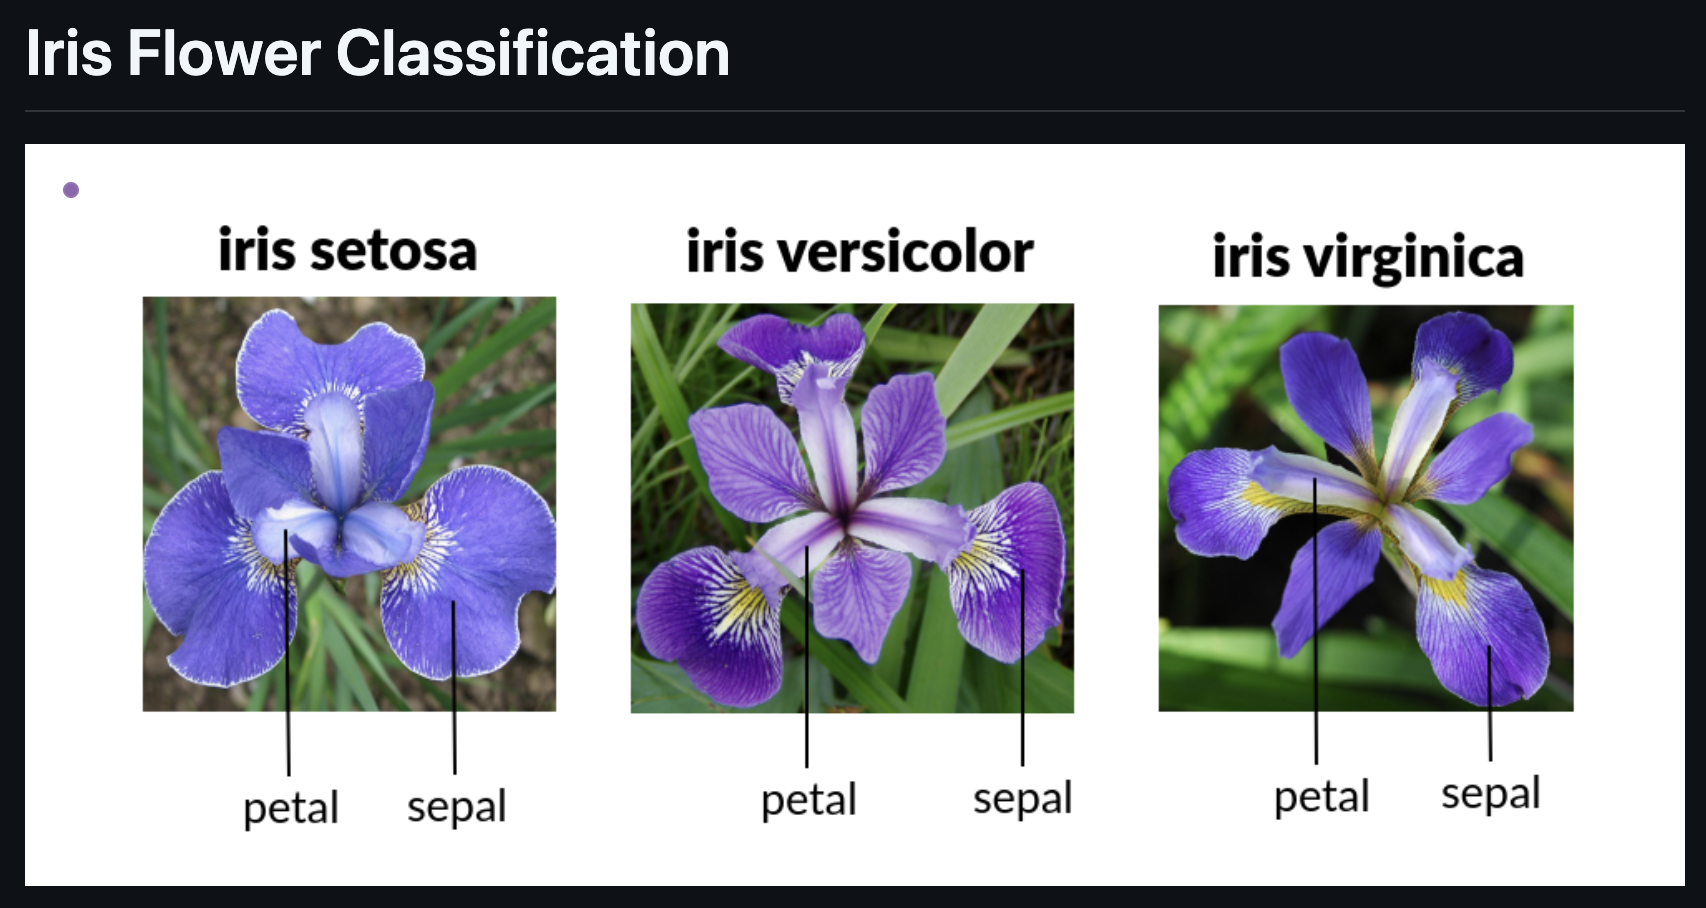 Iris Flower Classification
iris setosa
iris versicolor
iris virginica
petal
sepal
petal
sepal
petal
sepal